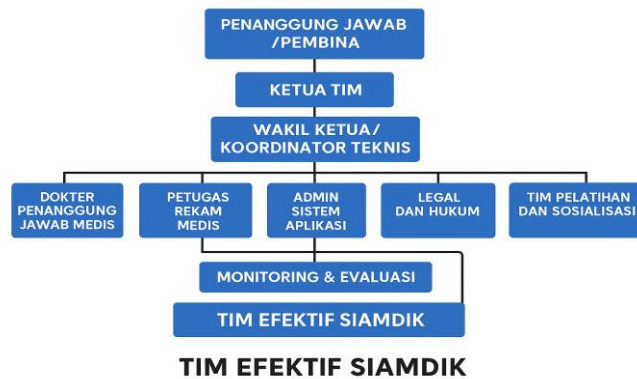 PENANGGUNG JAWAB
/PEMBINA
KETUA TIM
WAKIL KETUA/
KOORDINATOR TEKNIS
DOKTER
PENANGGUNG
JAWAB MEDIS
PETUGAS
REKAM
MEDIS
ADMIN
SISTEM
APLIKASI
LEGAL
DAN HUKUM
TIM PELATIHAN
DAN SOSIALISASI
MONITORING & EVALUASI
TIM EFEKTIF SIAMDIK
TIM EFEKTIF SIAMDIK